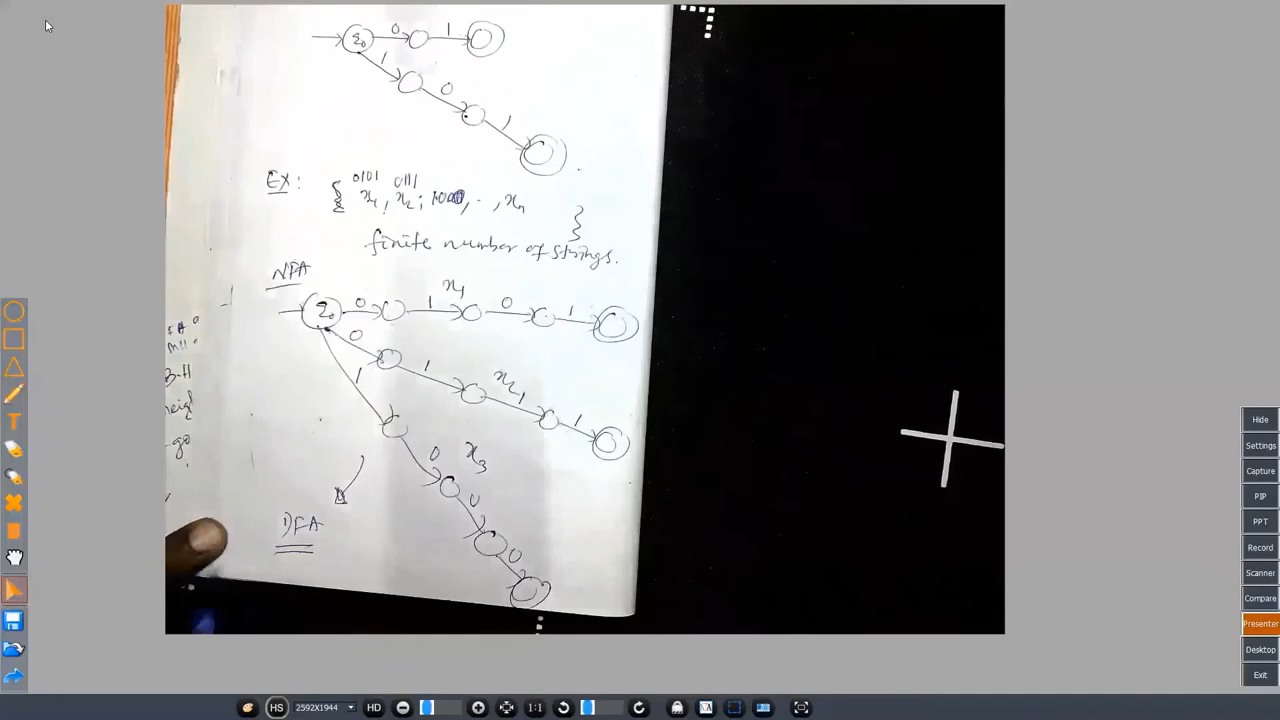 q₀ 0 1
1 0 1
EX:
0101 0111
{ x₁, x₂, 1000, .., xₙ }
finite number of strings.
NFA
q₀ 0 1 x₁ 0 1
0 1 x₂ 1 1
1 0 x₃ 0 0
DFA
Hide
Settings
Capture
PIP
PPT
Record
Scanner
Compare
Presenter
Desktop
Exit
T
HS 2592X1944 HD 1:1